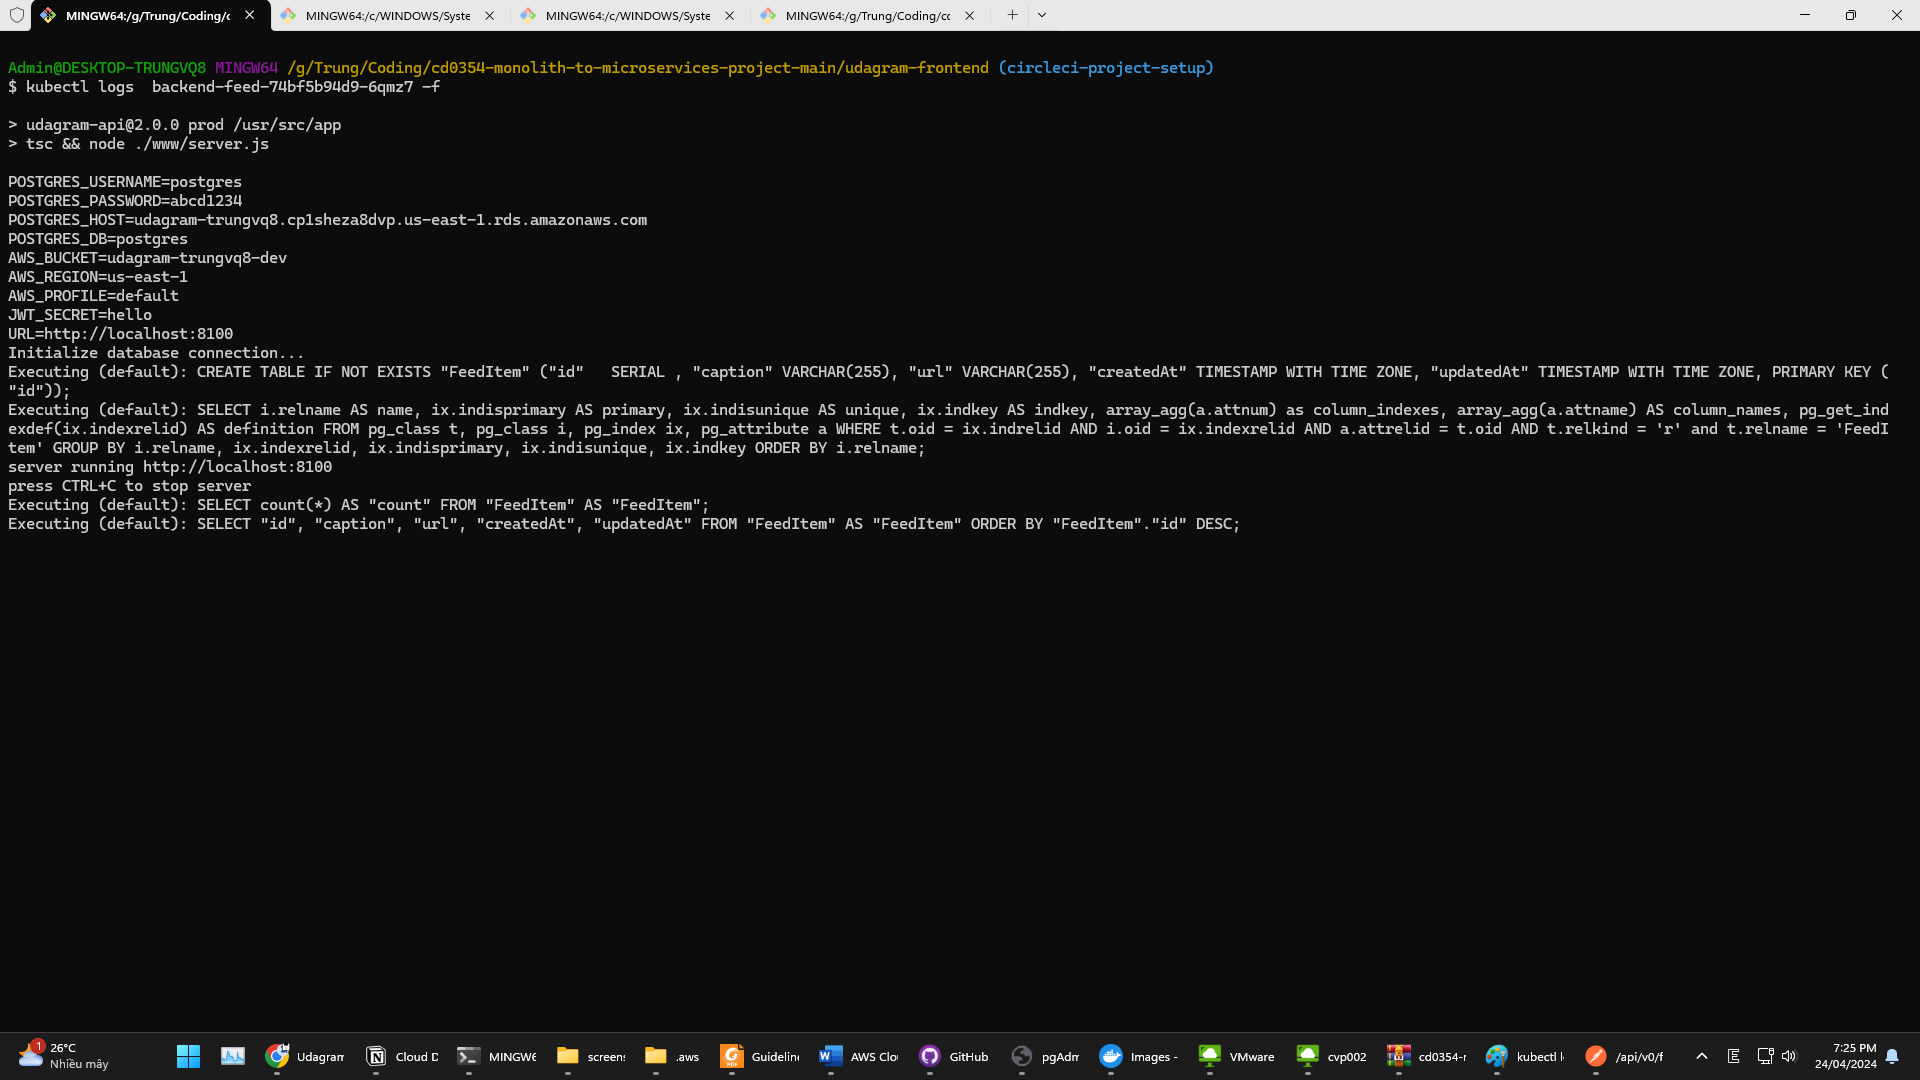 MINGW64:/g/Trung/Coding/c
MINGW64:/c/WINDOWS/Syste
MINGW64:/c/WINDOWS/Syste
MINGW64:/g/Trung/Coding/cc
Admin@DESKTOP-TRUNGVQ8 MINGW64 /g/Trung/Coding/cd0354-monolith-to-microservices-project-main/udagram-frontend (circleci-project-setup)
$ kubectl logs  backend-feed-74bf5b94d9-6qmz7 -f
> udagram-api@2.0.0 prod /usr/src/app
> tsc && node ./www/server.js
POSTGRES_USERNAME=postgres
POSTGRES_PASSWORD=abcd1234
POSTGRES_HOST=udagram-trungvq8.cp1sheza8dvp.us-east-1.rds.amazonaws.com
POSTGRES_DB=postgres
AWS_BUCKET=udagram-trungvq8-dev
AWS_REGION=us-east-1
AWS_PROFILE=default
JWT_SECRET=hello
URL=http://localhost:8100
Initialize database connection...
Executing (default): CREATE TABLE IF NOT EXISTS "FeedItem" ("id"   SERIAL , "caption" VARCHAR(255), "url" VARCHAR(255), "createdAt" TIMESTAMP WITH TIME ZONE, "updatedAt" TIMESTAMP WITH TIME ZONE, PRIMARY KEY (
"id"));
Executing (default): SELECT i.relname AS name, ix.indisprimary AS primary, ix.indisunique AS unique, ix.indkey AS indkey, array_agg(a.attnum) as column_indexes, array_agg(a.attname) AS column_names, pg_get_ind
exdef(ix.indexrelid) AS definition FROM pg_class t, pg_class i, pg_index ix, pg_attribute a WHERE t.oid = ix.indrelid AND i.oid = ix.indexrelid AND a.attrelid = t.oid AND t.relkind = 'r' and t.relname = 'FeedI
tem' GROUP BY i.relname, ix.indexrelid, ix.indisprimary, ix.indisunique, ix.indkey ORDER BY i.relname;
server running http://localhost:8100
press CTRL+C to stop server
Executing (default): SELECT count(*) AS "count" FROM "FeedItem" AS "FeedItem";
Executing (default): SELECT "id", "caption", "url", "createdAt", "updatedAt" FROM "FeedItem" AS "FeedItem" ORDER BY "FeedItem"."id" DESC;
1
26°C
Nhiều mây
Udagram
Cloud D
MINGW6
screens
.aws
Guideline
AWS Clo
GitHub
pgAdm
Images -
VMware
cvp002
cd0354-r
kubectl l
/api/v0/f
7:25 PM
24/04/2024